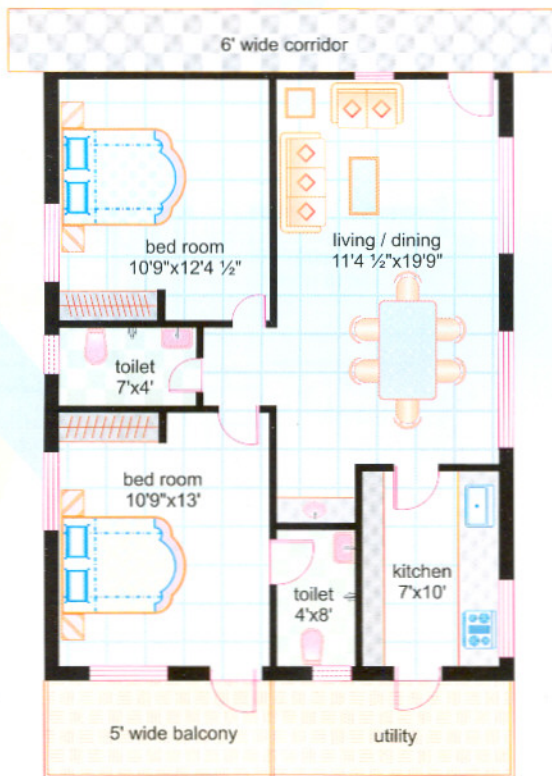 6' wide corridor
bed room
10'9"x12'4 ½"
living / dining
11'4 ½"x19'9"
toilet
7'x4'
bed room
10'9"x13'
toilet
4'x8'
kitchen
7'x10'
5' wide balcony
utility